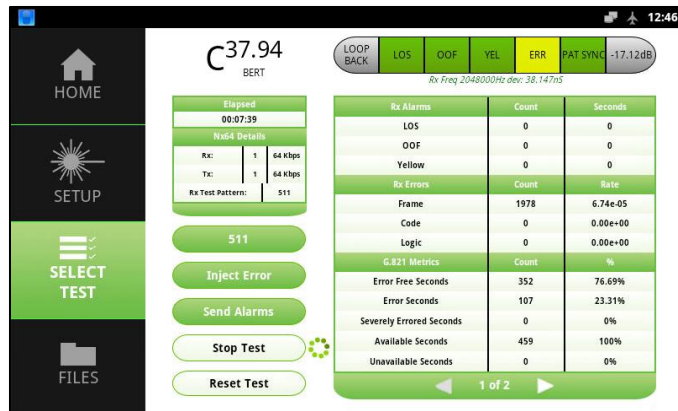 12:46
HOME
SETUP
SELECT
TEST
FILES
C37.94
BERT
LOOP
BACK
LOS
OOF
YEL
ERR
PAT SYNC
-17.12dB
Rx Freq 2048000Hz dev: 38.147nS
Elapsed
00:07:39
Nx64 Details
Rx: 1 64 Kbps
Tx: 1 64 Kbps
Rx Test Pattern: 511
511
Inject Error
Send Alarms
Stop Test
Reset Test
Rx Alarms Count Seconds
LOS 0 0
OOF 0 0
Yellow 0 0
Rx Errors Count Rate
Frame 1978 6.74e-05
Code 0 0.00e+00
Logic 0 0.00e+00
G.821 Metrics Count %
Error Free Seconds 352 76.69%
Error Seconds 107 23.31%
Severely Errored Seconds 0 0%
Available Seconds 459 100%
Unavailable Seconds 0 0%
1 of 2